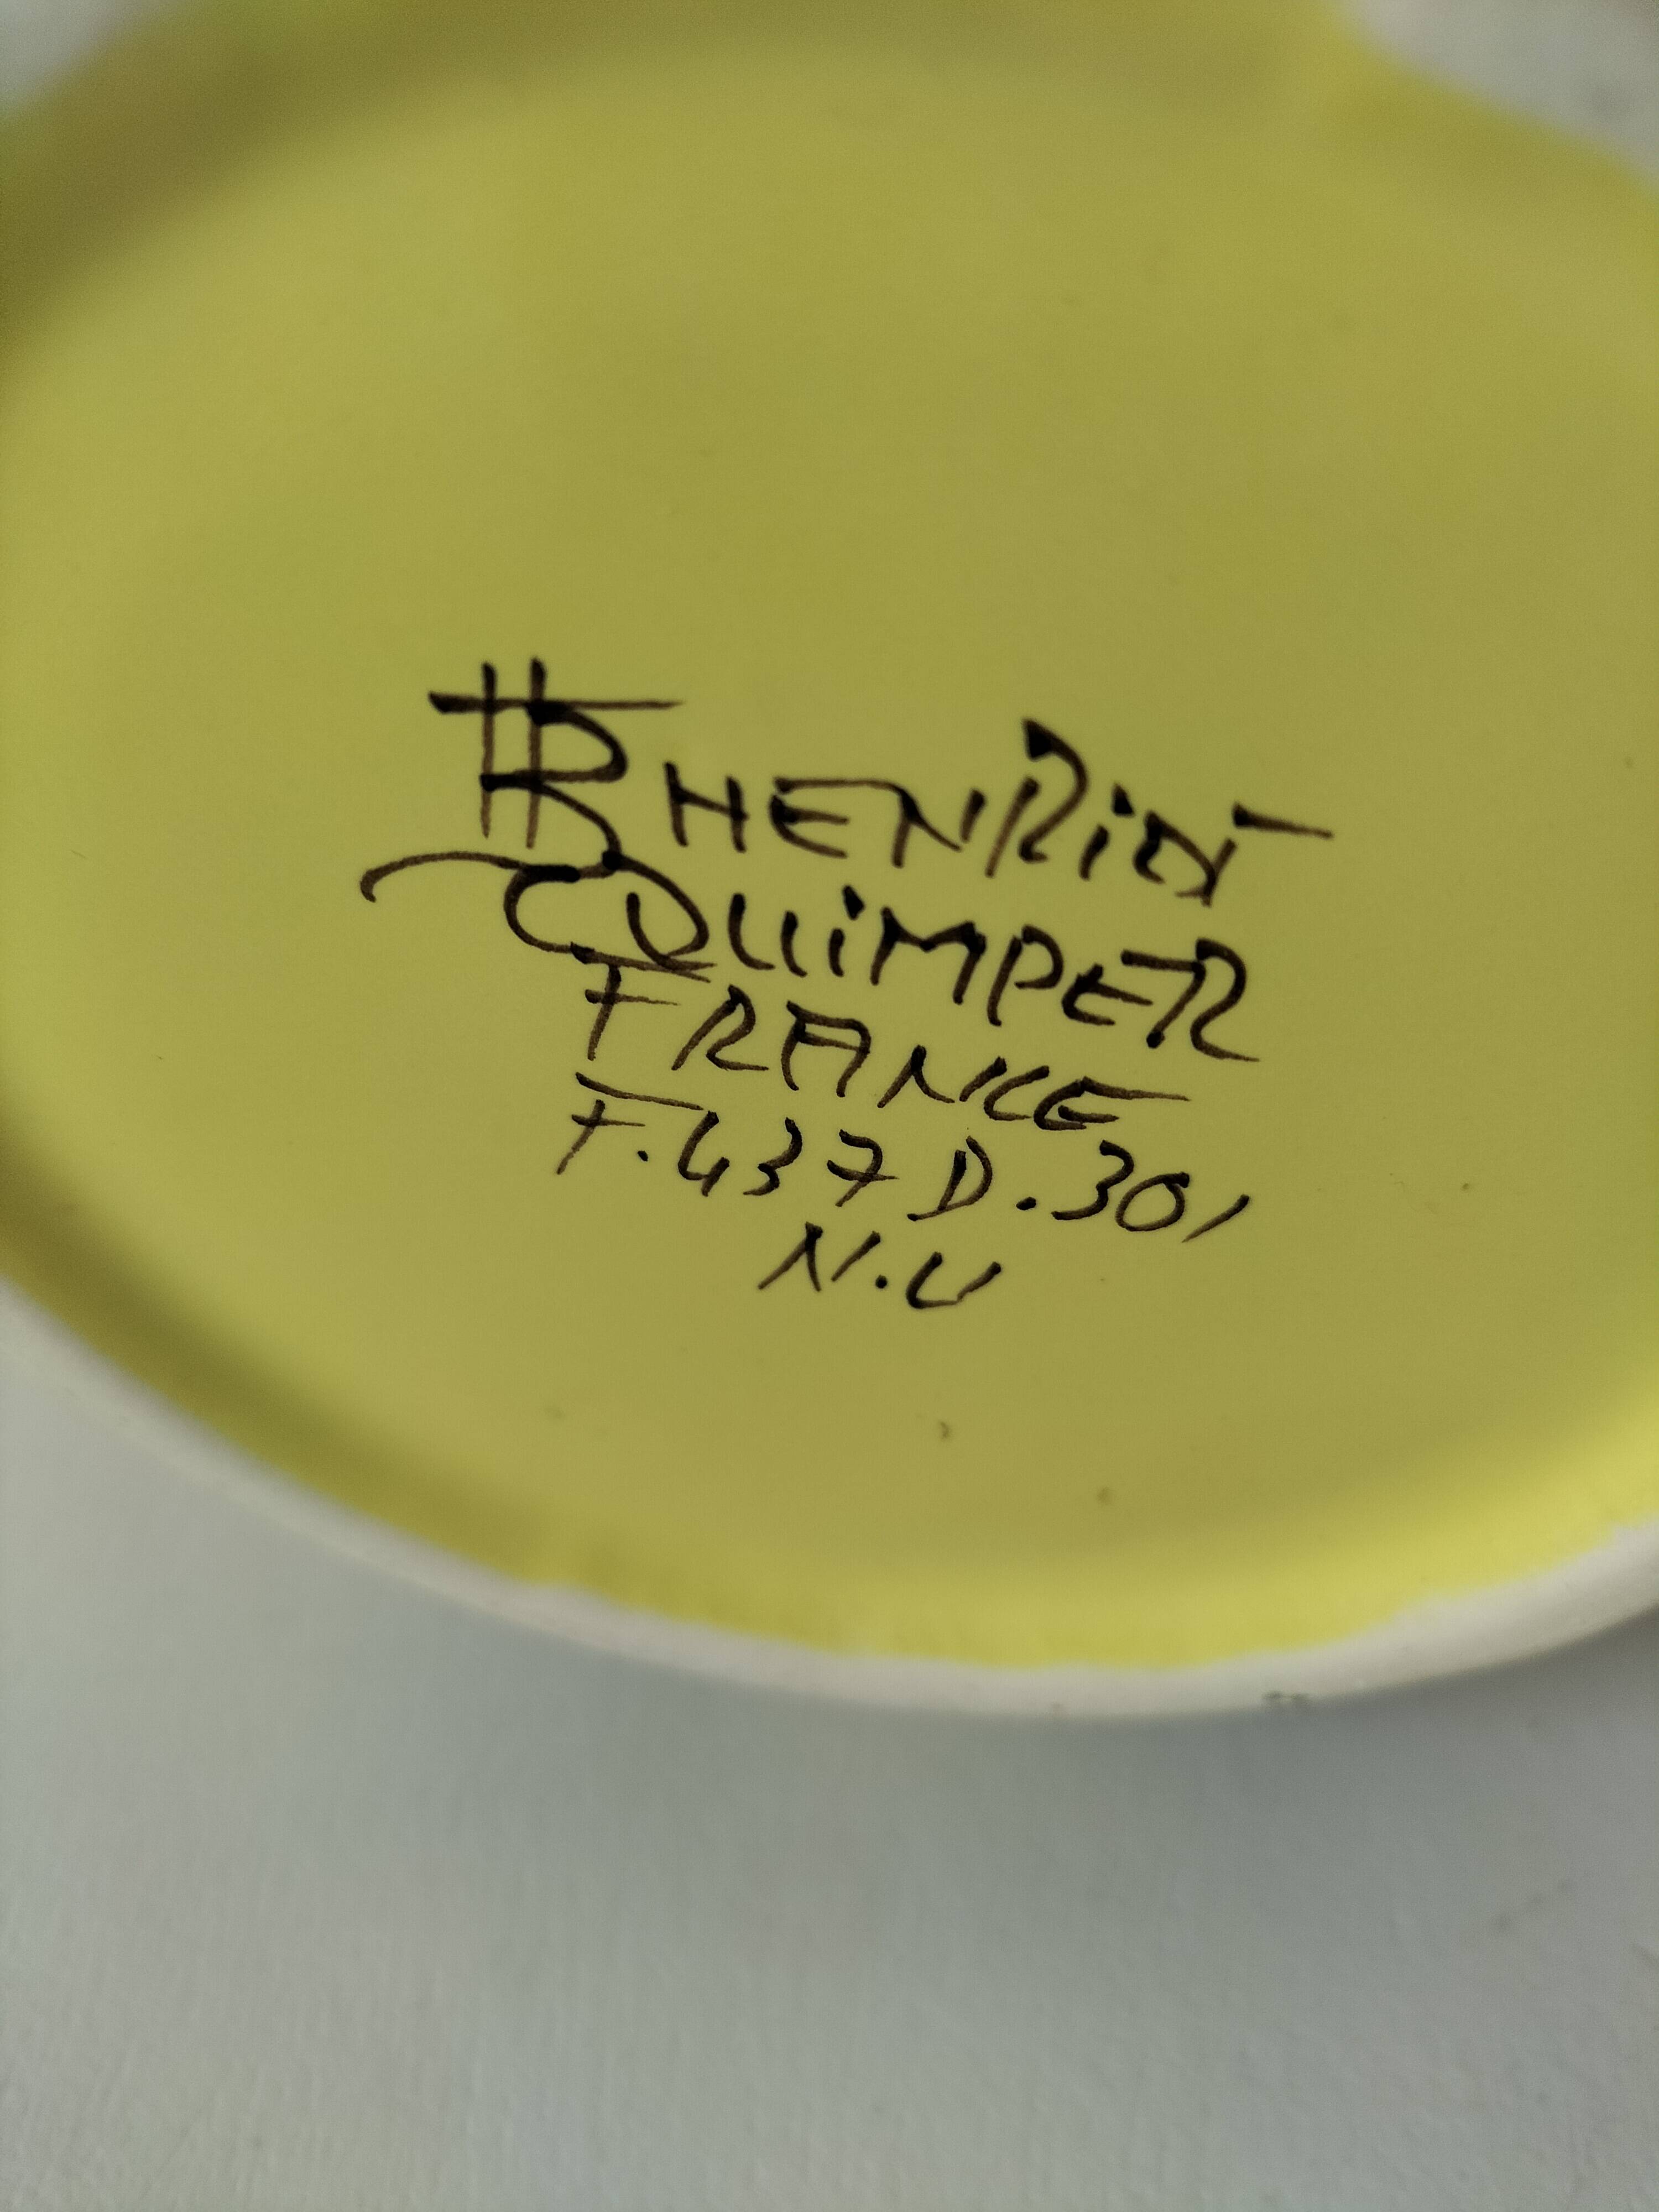 HB HENRIOT
QUIMPER
FRANCE
F.437 D.301
N.U